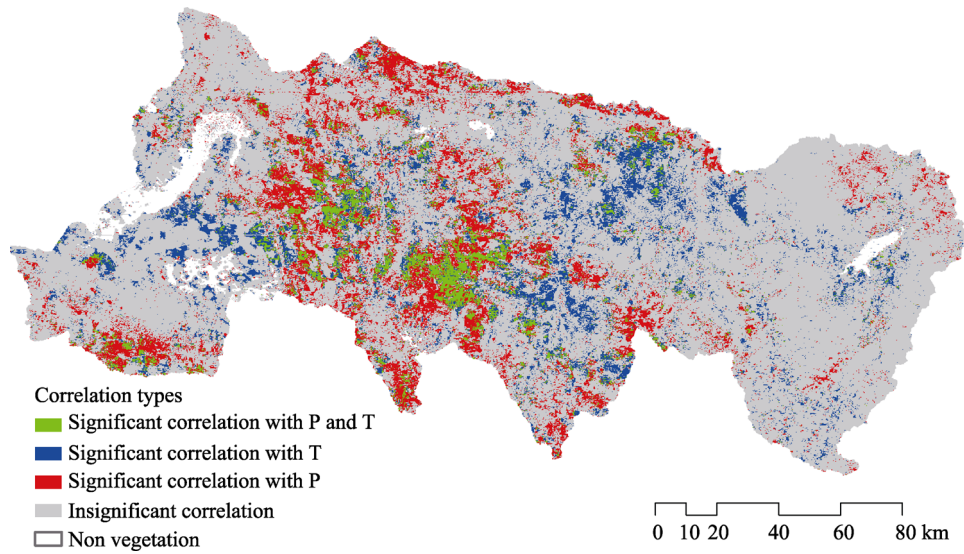 Correlation types
Significant correlation with P and T
Significant correlation with T
Significant correlation with P
Insignificant correlation
Non vegetation
0 10 20 40 60 80 km